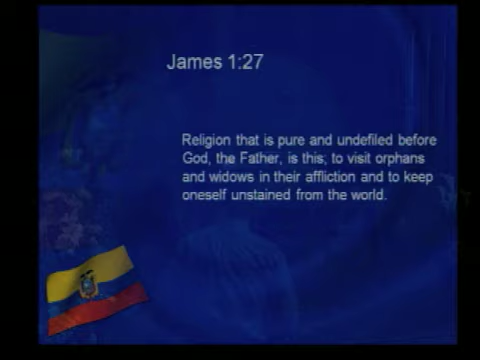 James 1:27
Religion that is pure and undefiled before
God, the Father, is this; to visit orphans
and widows in their affliction and to keep
oneself unstained from the world.